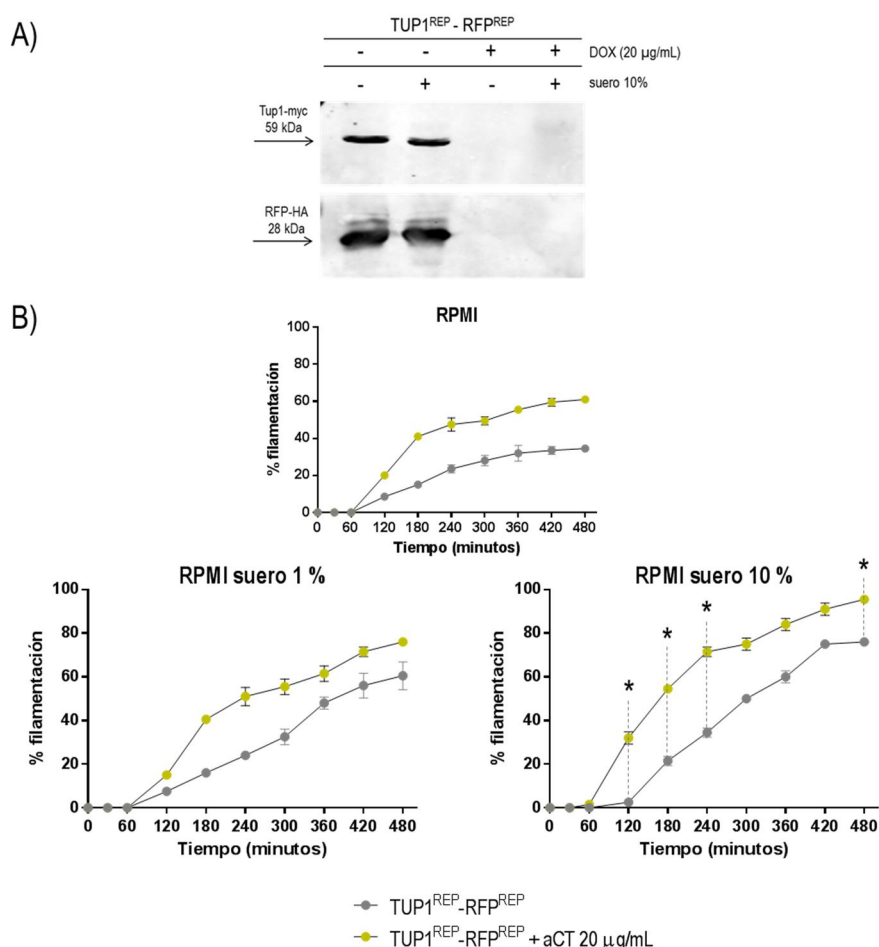 A)
TUP1REP - RFPREP
- - + + DOX (20 µg/mL)
- + - + suero 10%
Tup1-myc
59 kDa
RFP-HA
28 kDa
B)
RPMI
% filamentación
100
80
60
40
20
0
0 60 120 180 240 300 360 420 480
Tiempo (minutos)
RPMI suero 1 %
% filamentación
100
80
60
40
20
0
0 60 120 180 240 300 360 420 480
Tiempo (minutos)
RPMI suero 10 %
% filamentación
100
80
60
40
20
0
* * * *
0 60 120 180 240 300 360 420 480
Tiempo (minutos)
TUP1REP-RFPREP
TUP1REP-RFPREP + aCT 20 µg/mL